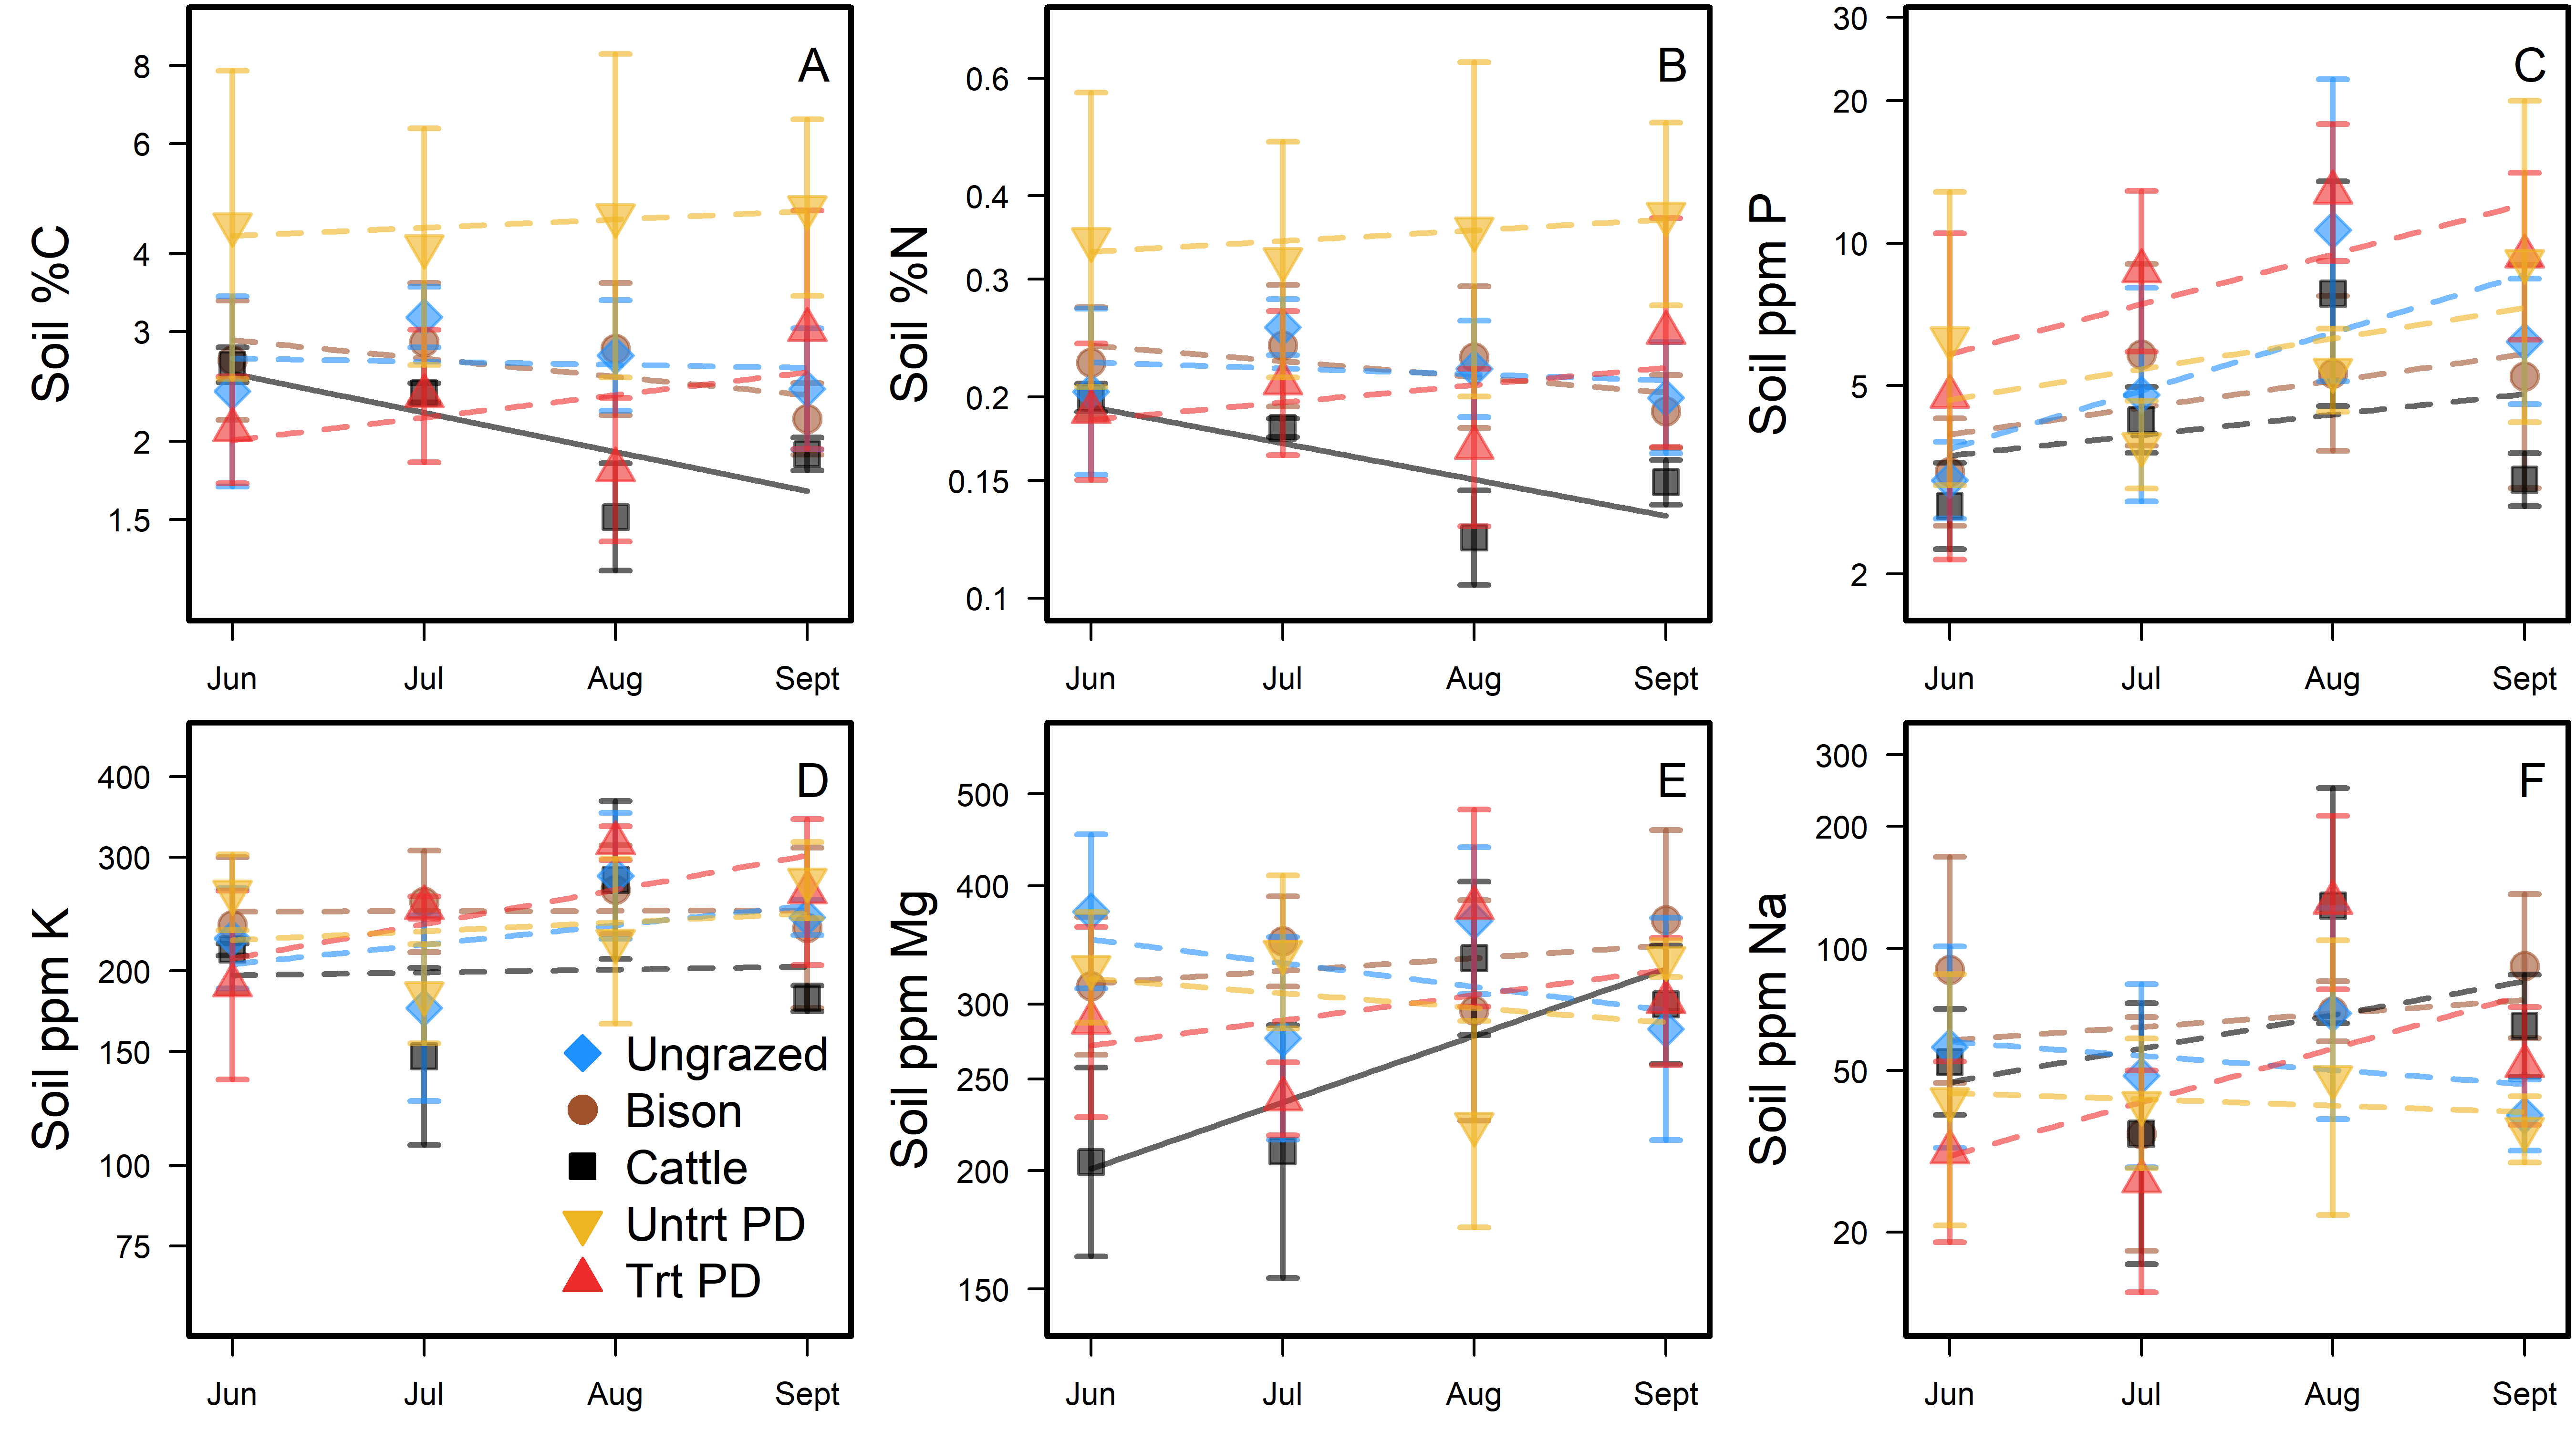 A
Soil %C
8
6
4
3
2
1.5
Jun Jul Aug Sept
B
Soil %N
0.6
0.4
0.3
0.2
0.15
0.1
Jun Jul Aug Sept
C
Soil ppm P
30
20
10
5
2
Jun Jul Aug Sept
D
Soil ppm K
400
300
200
150
100
75
Ungrazed
Bison
Cattle
Untrt PD
Trt PD
Jun Jul Aug Sept
E
Soil ppm Mg
500
400
300
250
200
150
Jun Jul Aug Sept
F
Soil ppm Na
300
200
100
50
20
Jun Jul Aug Sept